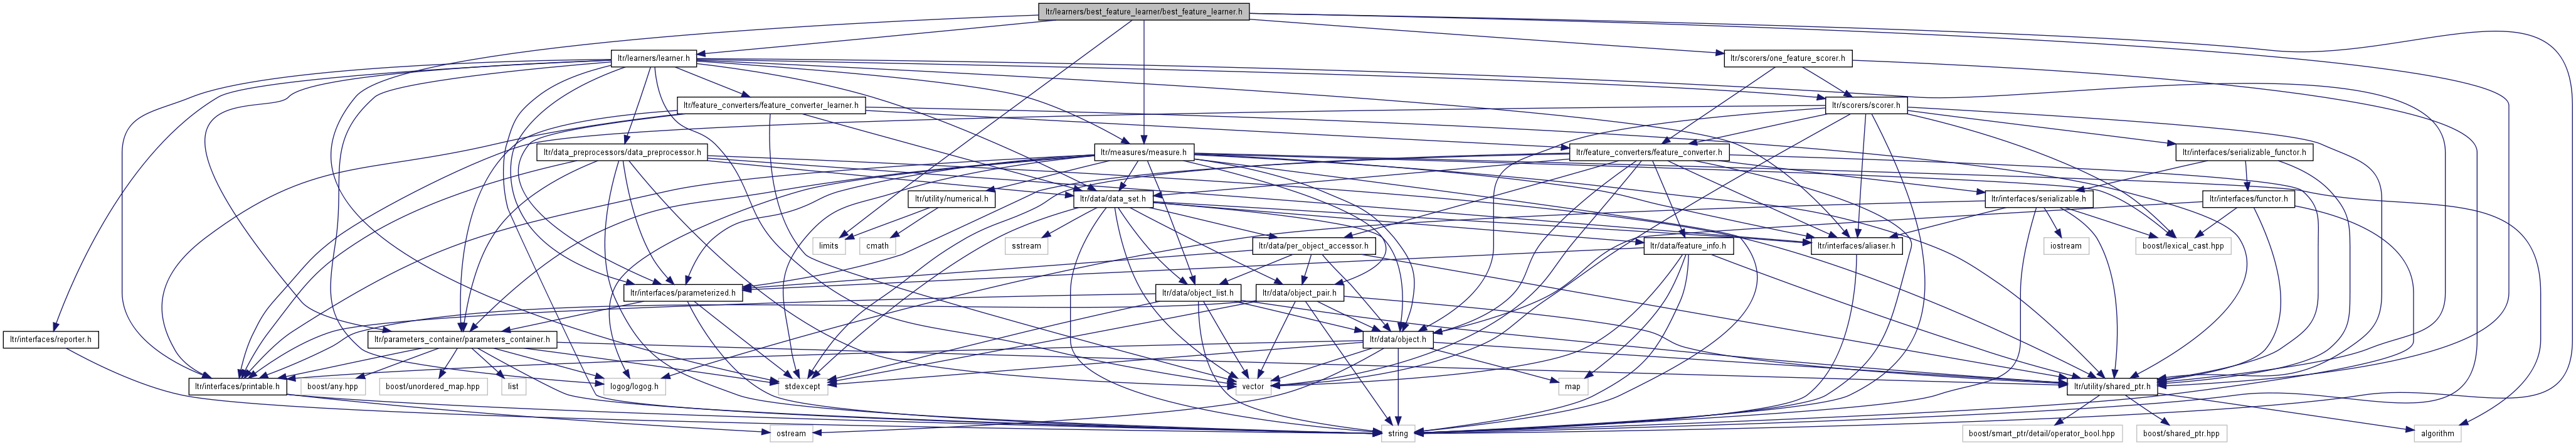 ltr/learners/best_feature_learner/best_feature_learner.h
ltr/learners/learner.h
ltr/scorers/one_feature_scorer.h
ltr/feature_converters/feature_converter_learner.h
ltr/scorers/scorer.h
ltr/data_preprocessors/data_preprocessor.h
ltr/measures/measure.h
ltr/feature_converters/feature_converter.h
ltr/interfaces/serializable_functor.h
ltr/utility/numerical.h
ltr/data/data_set.h
ltr/interfaces/serializable.h
ltr/interfaces/functor.h
limits
cmath
sstream
ltr/data/per_object_accessor.h
ltr/data/feature_info.h
ltr/interfaces/aliaser.h
iostream
boost/lexical_cast.hpp
ltr/interfaces/parameterized.h
ltr/data/object_list.h
ltr/data/object_pair.h
ltr/interfaces/reporter.h
ltr/parameters_container/parameters_container.h
ltr/data/object.h
ltr/interfaces/printable.h
boost/any.hpp
boost/unordered_map.hpp
list
logog/logog.h
stdexcept
vector
map
ltr/utility/shared_ptr.h
ostream
string
boost/smart_ptr/detail/operator_bool.hpp
boost/shared_ptr.hpp
algorithm